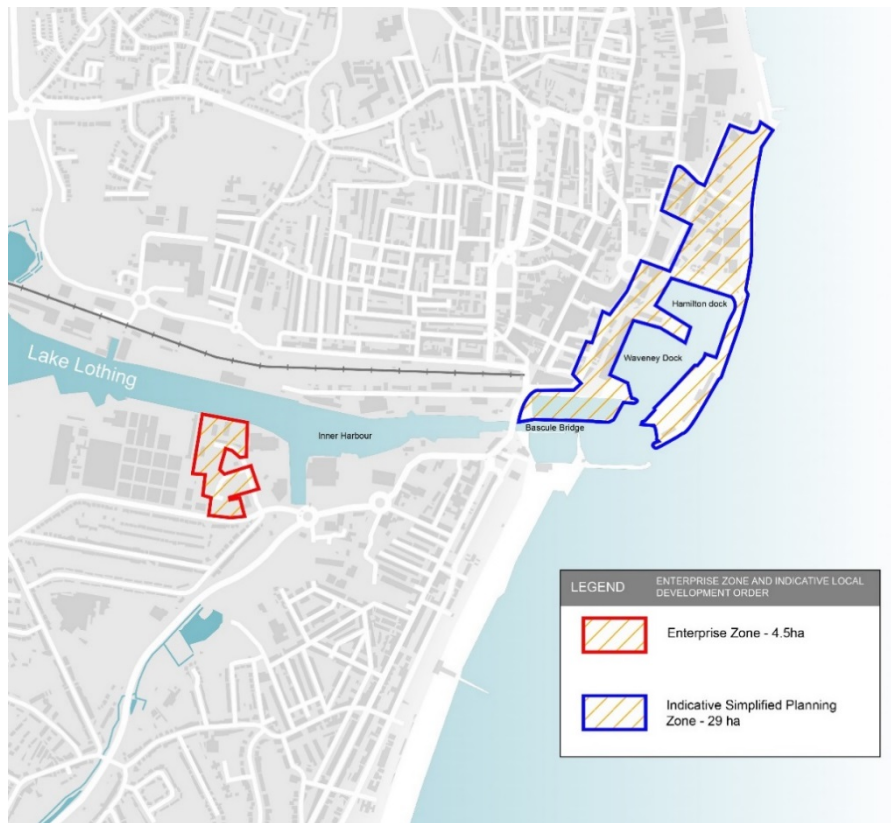 Hamilton dock
Waveney Dock
Lake Lothing
Bascule Bridge
Inner Harbour
LEGEND
ENTERPRISE ZONE AND INDICATIVE LOCAL
DEVELOPMENT ORDER
Enterprise Zone - 4.5ha
Indicative Simplified Planning
Zone - 29 ha